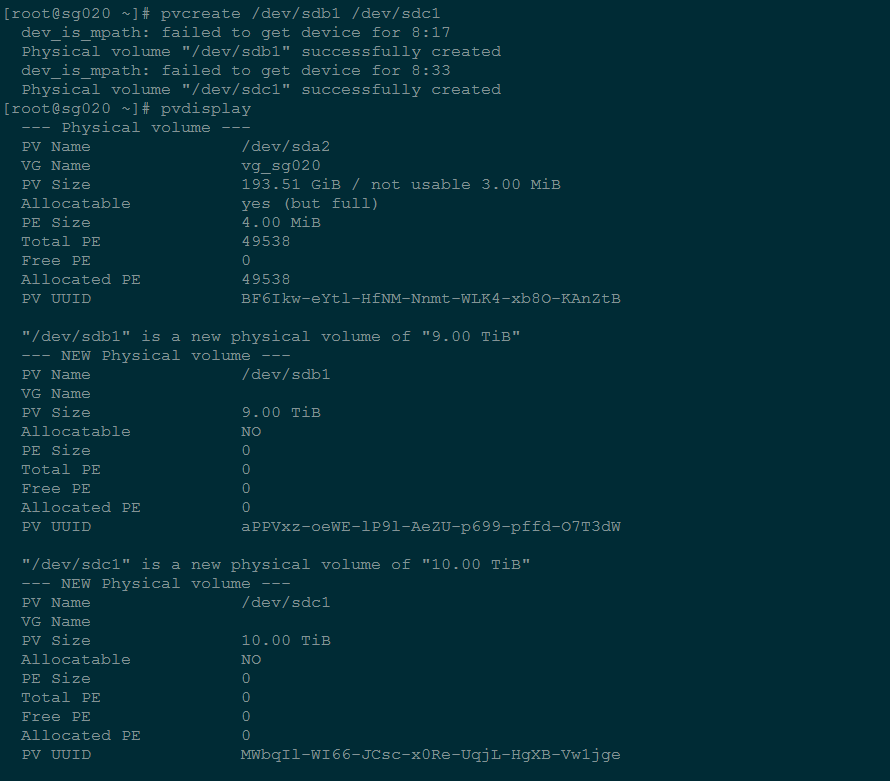 [root@sg020 ~]# pvcreate /dev/sdb1 /dev/sdc1
  dev_is_mpath: failed to get device for 8:17
  Physical volume "/dev/sdb1" successfully created
  dev_is_mpath: failed to get device for 8:33
  Physical volume "/dev/sdc1" successfully created
[root@sg020 ~]# pvdisplay
  --- Physical volume ---
  PV Name               /dev/sda2
  VG Name               vg_sg020
  PV Size               193.51 GiB / not usable 3.00 MiB
  Allocatable           yes (but full)
  PE Size               4.00 MiB
  Total PE              49538
  Free PE               0
  Allocated PE          49538
  PV UUID               BF6Ikw-eYtl-HfNM-Nnmt-WLK4-xb8O-KAnZtB

  "/dev/sdb1" is a new physical volume of "9.00 TiB"
  --- NEW Physical volume ---
  PV Name               /dev/sdb1
  VG Name
  PV Size               9.00 TiB
  Allocatable           NO
  PE Size               0
  Total PE              0
  Free PE               0
  Allocated PE          0
  PV UUID               aPPVxz-oeWE-lP9l-AeZU-p699-pffd-O7T3dW

  "/dev/sdc1" is a new physical volume of "10.00 TiB"
  --- NEW Physical volume ---
  PV Name               /dev/sdc1
  VG Name
  PV Size               10.00 TiB
  Allocatable           NO
  PE Size               0
  Total PE              0
  Free PE               0
  Allocated PE          0
  PV UUID               MWbqIl-WI66-JCsc-x0Re-UqjL-HgXB-Vw1jge